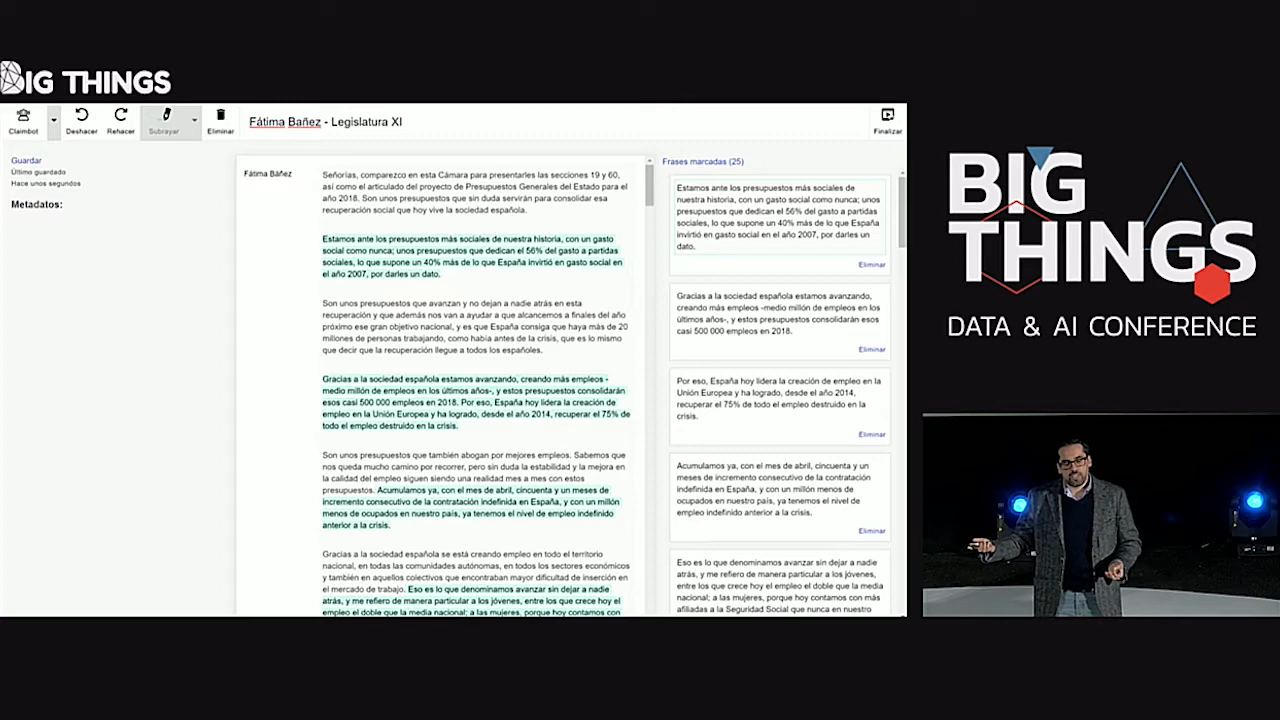 BIG THINGS
Claimbot
Deshacer
Rehacer
Subrayar
Eliminar
Fátima Bañez - Legislatura XI
Finalizar
Guardar
Último guardado
Hace unos segundos
Metadatos:
Fátima Báñez
Señorías, comparezco en esta Cámara para presentarles las secciones 19 y 60,
así como el articulado del proyecto de Presupuestos Generales del Estado para el
año 2018. Son unos presupuestos que sin duda servirán para consolidar esa
recuperación social que hoy vive la sociedad española.
Estamos ante los presupuestos más sociales de nuestra historia, con un gasto
social como nunca; unos presupuestos que dedican el 56% del gasto a partidas
sociales, lo que supone un 40% más de lo que España invirtió en gasto social en
el año 2007, por darles un dato.
Son unos presupuestos que avanzan y no dejan a nadie atrás en esta
recuperación y que además nos van a ayudar a que alcancemos a finales del año
próximo ese gran objetivo nacional, y es que España consiga que haya más de 20
millones de personas trabajando, como había antes de la crisis, que es lo mismo
que decir que la recuperación llegue a todos los españoles.
Gracias a la sociedad española estamos avanzando, creando más empleos -
medio millón de empleos en los últimos años-, y estos presupuestos consolidarán
esos casi 500 000 empleos en 2018. Por eso, España hoy lidera la creación de
empleo en la Unión Europea y ha logrado, desde el año 2014, recuperar el 75% de
todo el empleo destruido en la crisis.
Son unos presupuestos que también abogan por mejores empleos. Sabemos que
nos queda mucho camino por recorrer, pero sin duda la estabilidad y la mejora en
la calidad del empleo siguen siendo una realidad mes a mes con estos
presupuestos. Acumulamos ya, con el mes de abril, cincuenta y un meses de
incremento consecutivo de la contratación indefinida en España, y con un millón
menos de ocupados en nuestro país, ya tenemos el nivel de empleo indefinido
anterior a la crisis.
Gracias a la sociedad española se está creando empleo en todo el territorio
nacional, en todas las comunidades autónomas, en todos los sectores económicos
y también en aquellos colectivos que encontraban mayor dificultad de inserción en
el mercado de trabajo. Eso es lo que denominamos avanzar sin dejar a nadie
atrás, y me refiero de manera particular a los jóvenes, entre los que crece hoy el
empleo el doble que la media nacional; a las mujeres, porque hoy contamos con
Frases marcadas (25)
Estamos ante los presupuestos más sociales de
nuestra historia, con un gasto social como nunca; unos
presupuestos que dedican el 56% del gasto a partidas
sociales, lo que supone un 40% más de lo que España
invirtió en gasto social en el año 2007, por darles un
dato.
Eliminar
Gracias a la sociedad española estamos avanzando,
creando más empleos -medio millón de empleos en los
últimos años-, y estos presupuestos consolidarán esos
casi 500 000 empleos en 2018.
Eliminar
Por eso, España hoy lidera la creación de empleo en la
Unión Europea y ha logrado, desde el año 2014,
recuperar el 75% de todo el empleo destruido en la
crisis.
Eliminar
Acumulamos ya, con el mes de abril, cincuenta y un
meses de incremento consecutivo de la contratación
indefinida en España, y con un millón menos de
ocupados en nuestro país, ya tenemos el nivel de
empleo indefinido anterior a la crisis.
Eliminar
Eso es lo que denominamos avanzar sin dejar a nadie
atrás, y me refiero de manera particular a los jóvenes,
entre los que crece hoy el empleo el doble que la media
nacional; a las mujeres, porque hoy contamos con más
afiliadas a la Seguridad Social que nunca en nuestro
BIG
THINGS
DATA & AI CONFERENCE